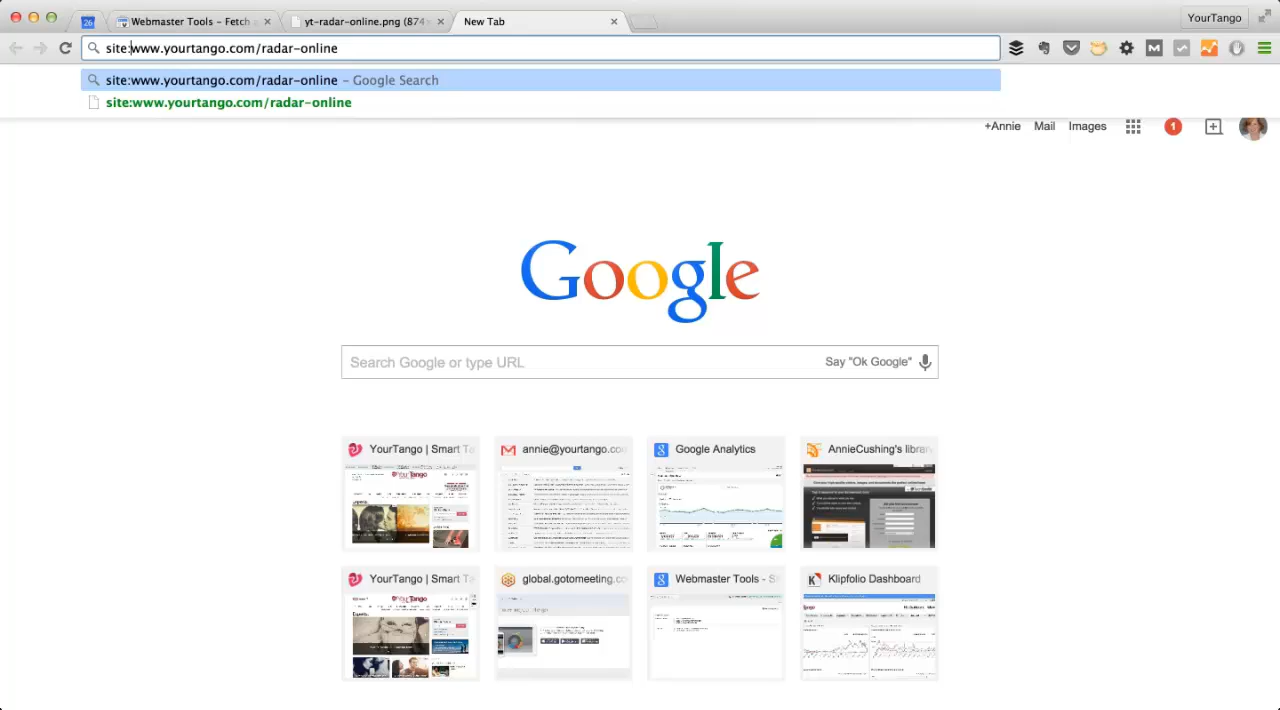 26
Webmaster Tools – Fetch
yt-radar-online.png (874
New Tab
YourTango
site:www.yourtango.com/radar-online
site:www.yourtango.com/radar-online – Google Search
site:www.yourtango.com/radar-online
+Annie Mail Images 1
Google
Search Google or type URL Say "Ok Google"
YourTango | Smart Ta
annie@yourtango.co
Google Analytics
AnnieCushing's librar
YourTango | Smart Ta
global.gotomeeting.co
Webmaster Tools - S
Klipfolio Dashboard